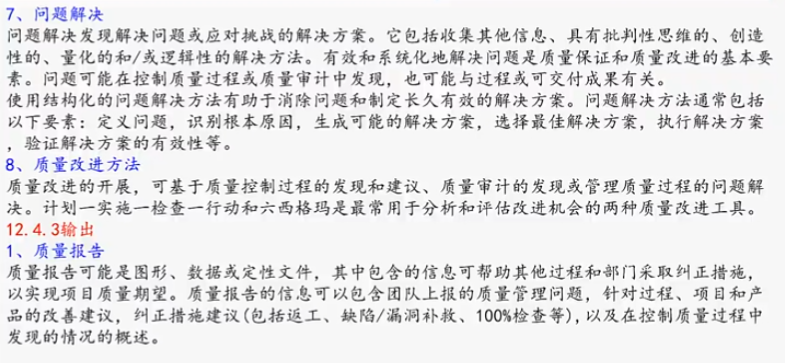 7、问题解决
问题解决发现解决问题或应对挑战的解决方案。它包括收集其他信息、具有批判性思维的、创造
性的、量化的和/或逻辑性的解决方法。有效和系统化地解决问题是质量保证和质量改进的基本要
素。问题可能在控制质量过程或质量审计中发现，也可能与过程或可交付成果有关。
使用结构化的问题解决方法有助于消除问题和制定长久有效的解决方案。问题解决方法通常包括
以下要素：定义问题，识别根本原因，生成可能的解决方案，选择最佳解决方案，执行解决方案
，验证解决方案的有效性等。
8、质量改进方法
质量改进的开展，可基于质量控制过程的发现和建议、质量审计的发现或管理质量过程的问题解
决。计划一实施一检查一行动和六西格玛是最常用于分析和评估改进机会的两种质量改进工具。
12.4.3输出
1、质量报告
质量报告可能是图形、数据或定性文件，其中包含的信息可帮助其他过程和部门采取纠正措施，
以实现项目质量期望。质量报告的信息可以包含团队上报的质量管理问题，针对过程、项目和产
品的改善建议，纠正措施建议(包括返工、缺陷/漏洞补救、100%检查等),以及在控制质量过程中
发现的情况的概述。